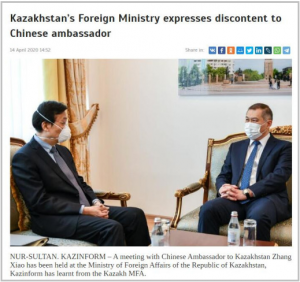 Kazakhstan's Foreign Ministry expresses discontent to
Chinese ambassador
14 April 2020 14:52
Share to:
NUR-SULTAN. KAZINFORM – A meeting with Chinese Ambassador to Kazakhstan Zhang
Xiao has been held at the Ministry of Foreign Affairs of the Republic of Kazakhstan,
Kazinform has learnt from the Kazakh MFA.